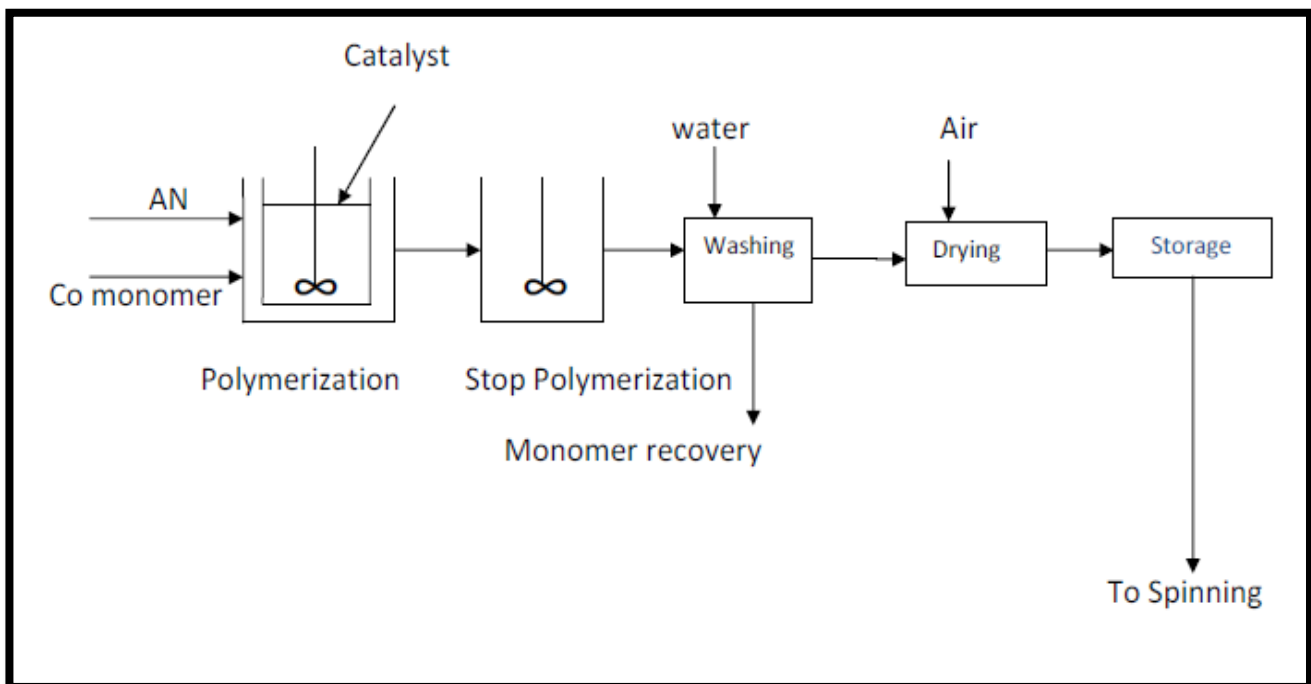 Catalyst
water
Air
AN
Co monomer
Washing
Drying
Storage
Polymerization
Stop Polymerization
Monomer recovery
To Spinning